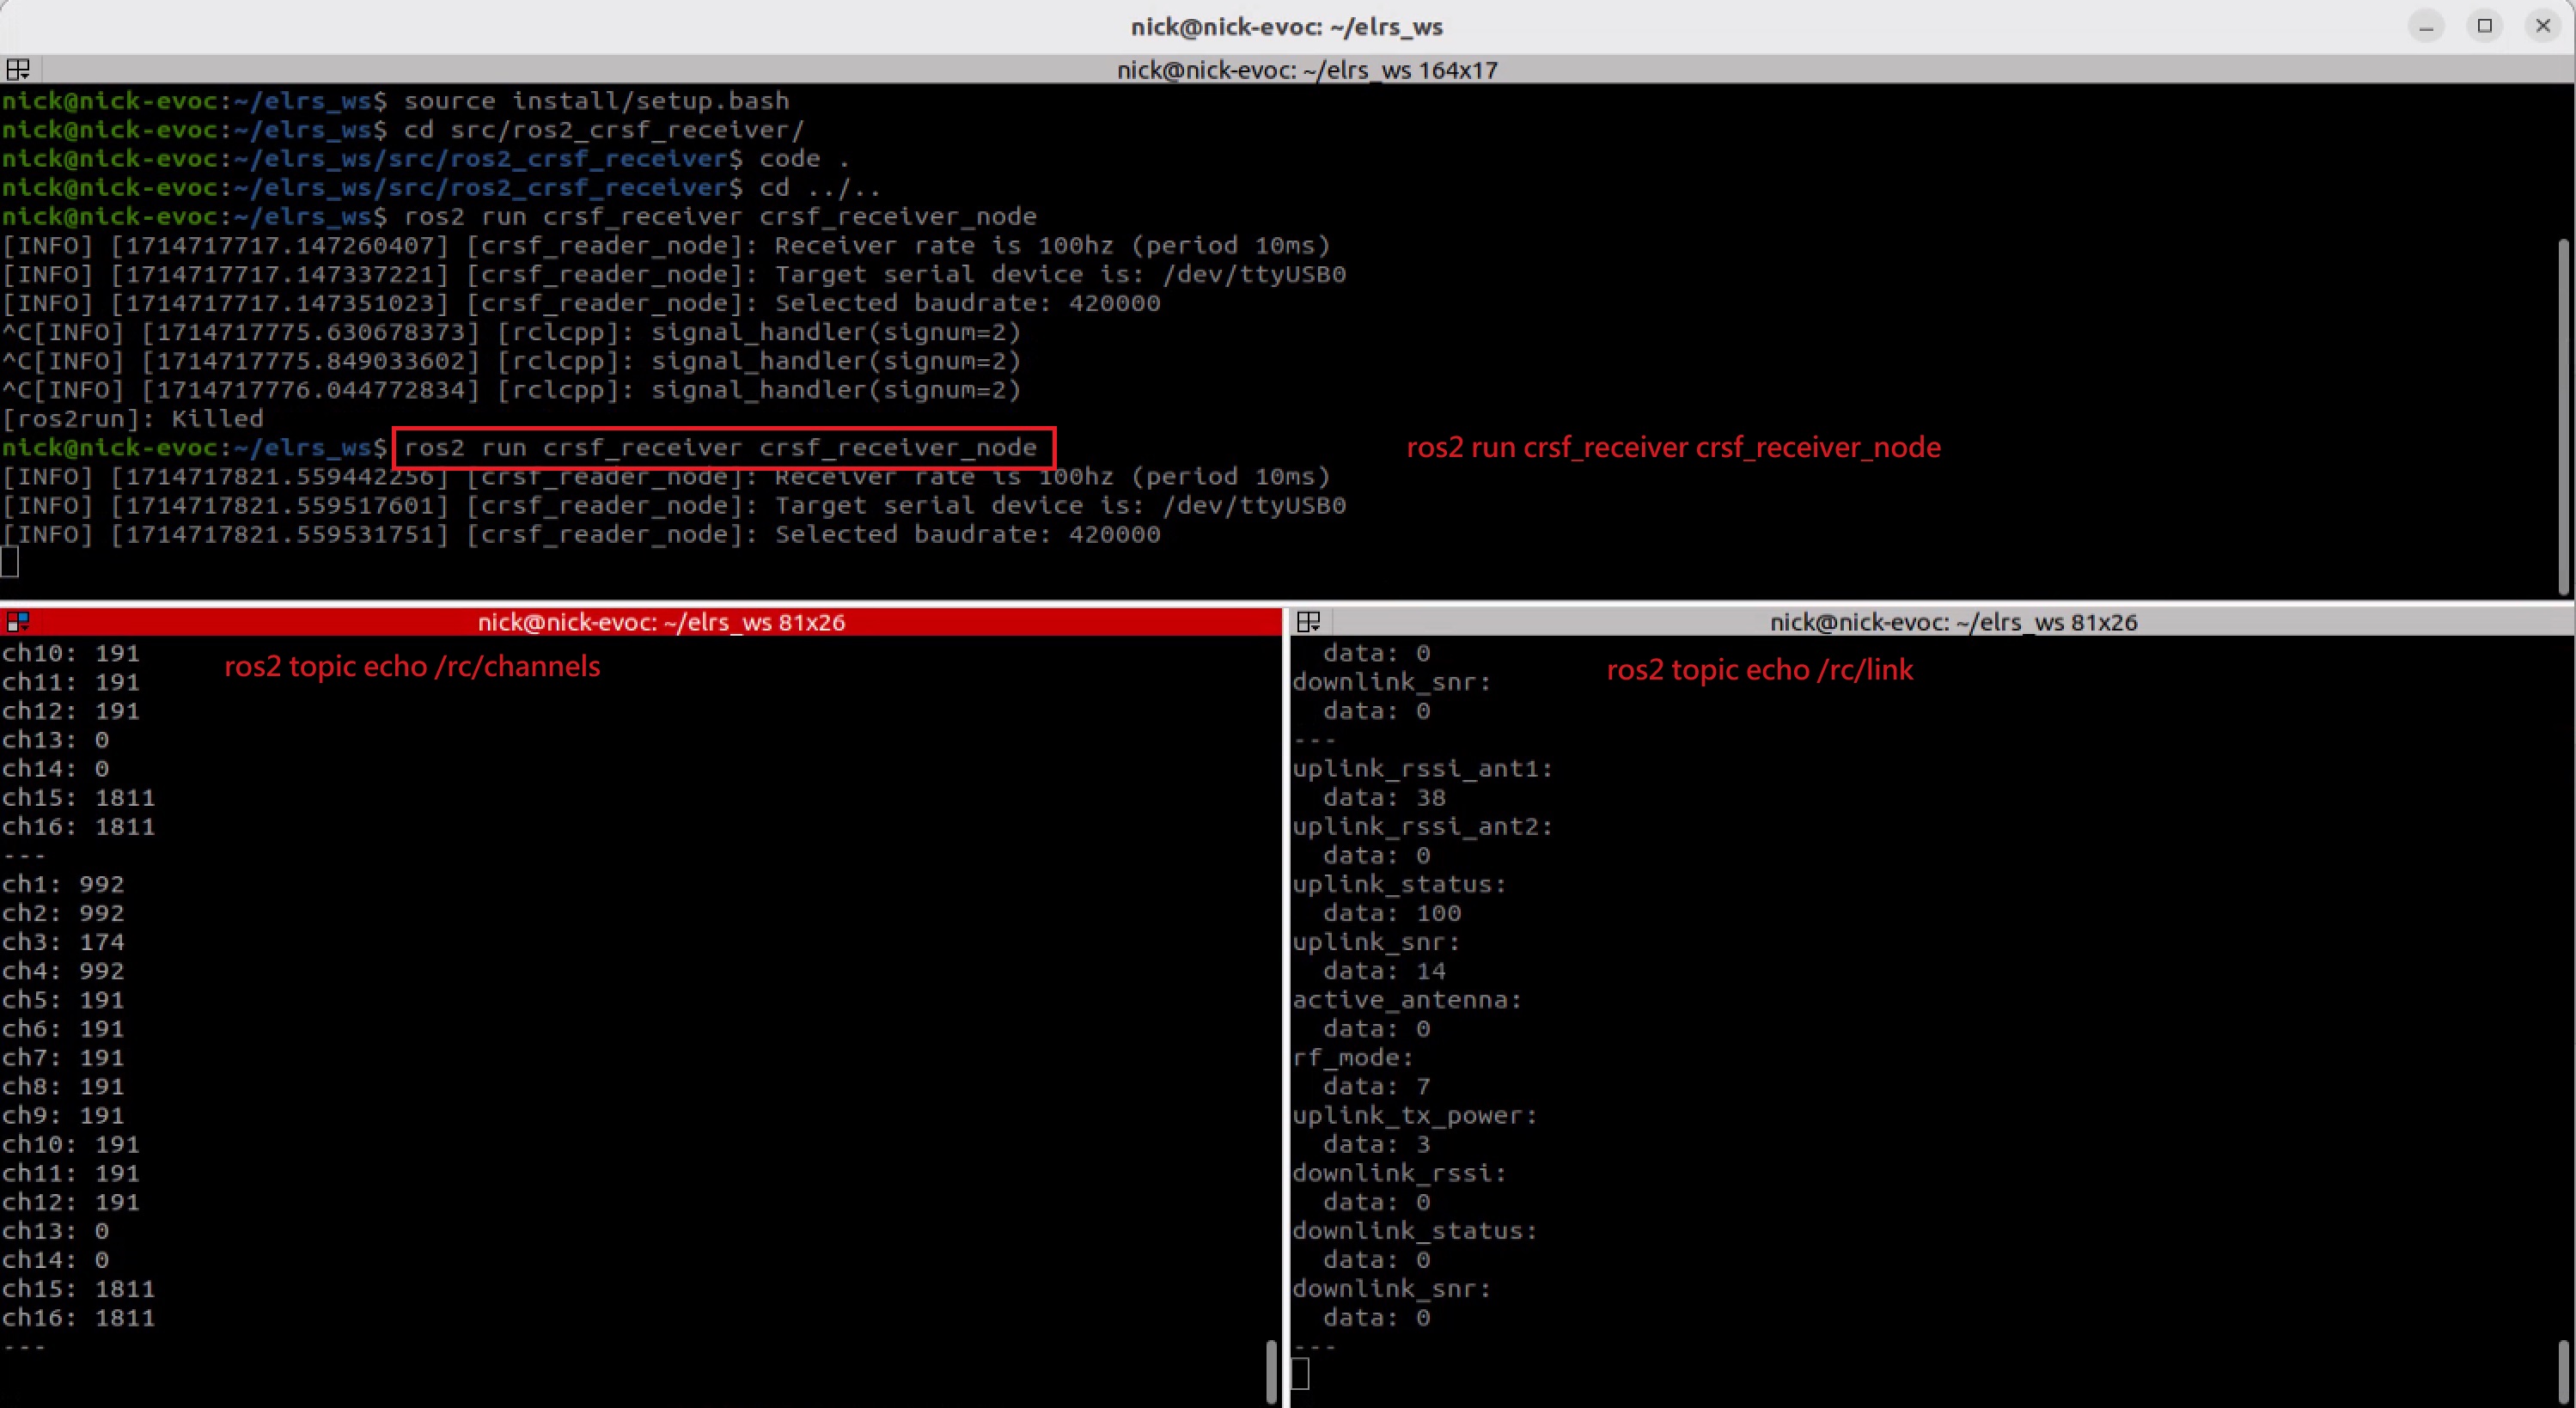 nick@nick-evoc: ~/elrs_ws
nick@nick-evoc: ~/elrs_ws 164x17
nick@nick-evoc:~/elrs_ws$ source install/setup.bash
nick@nick-evoc:~/elrs_ws$ cd src/ros2_crsf_receiver/
nick@nick-evoc:~/elrs_ws/src/ros2_crsf_receiver$ code .
nick@nick-evoc:~/elrs_ws/src/ros2_crsf_receiver$ cd ../..
nick@nick-evoc:~/elrs_ws$ ros2 run crsf_receiver crsf_receiver_node
[INFO] [1714717717.147260407] [crsf_reader_node]: Receiver rate is 100hz (period 10ms)
[INFO] [1714717717.147337221] [crsf_reader_node]: Target serial device is: /dev/ttyUSB0
[INFO] [1714717717.147351023] [crsf_reader_node]: Selected baudrate: 420000
^C[INFO] [1714717775.630678373] [rclcpp]: signal_handler(signum=2)
^C[INFO] [1714717775.849033602] [rclcpp]: signal_handler(signum=2)
^C[INFO] [1714717776.044772834] [rclcpp]: signal_handler(signum=2)
[ros2run]: Killed
nick@nick-evoc:~/elrs_ws$ ros2 run crsf_receiver crsf_receiver_node
ros2 run crsf_receiver crsf_receiver_node
[INFO] [1714717821.559442256] [crsf_reader_node]: Receiver rate is 100hz (period 10ms)
[INFO] [1714717821.559517601] [crsf_reader_node]: Target serial device is: /dev/ttyUSB0
[INFO] [1714717821.559531751] [crsf_reader_node]: Selected baudrate: 420000
nick@nick-evoc: ~/elrs_ws 81x26
ch10: 191
ros2 topic echo /rc/channels
ch11: 191
ch12: 191
ch13: 0
ch14: 0
ch15: 1811
ch16: 1811
---
ch1: 992
ch2: 992
ch3: 174
ch4: 992
ch5: 191
ch6: 191
ch7: 191
ch8: 191
ch9: 191
ch10: 191
ch11: 191
ch12: 191
ch13: 0
ch14: 0
ch15: 1811
ch16: 1811
---
nick@nick-evoc: ~/elrs_ws 81x26
data: 0
ros2 topic echo /rc/link
downlink_snr:
data: 0
---
uplink_rssi_ant1:
data: 38
uplink_rssi_ant2:
data: 0
uplink_status:
data: 100
uplink_snr:
data: 14
active_antenna:
data: 0
rf_mode:
data: 7
uplink_tx_power:
data: 3
downlink_rssi:
data: 0
downlink_status:
data: 0
downlink_snr:
data: 0
---